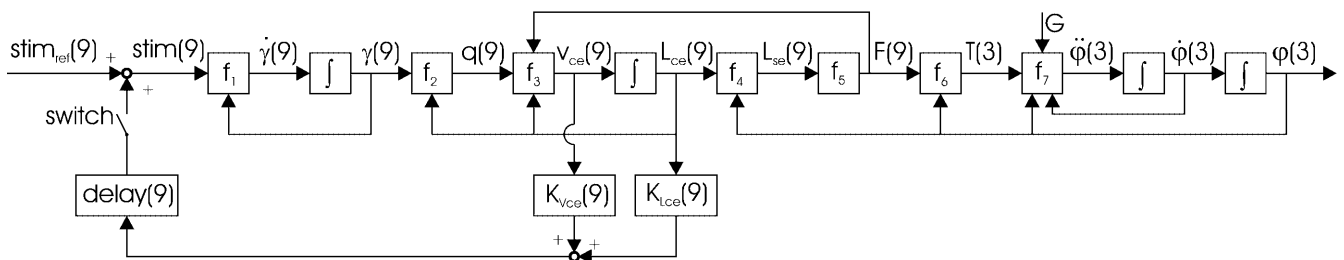 G
stim_ref(9) + stim(9) γ̇(9) γ(9) q(9) v_ce(9) L_ce(9) L_se(9) F(9) T(3) φ̈(3) φ̇(3) φ(3)
f₁ ∫ f₂ f₃ ∫ f₄ f₅ f₆ f₇ ∫ ∫
+
switch
delay(9) K_Vce(9) K_Lce(9)
+ +